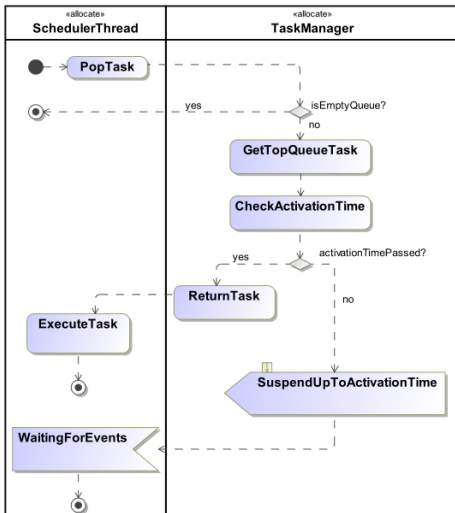 «allocate»
SchedulerThread
«allocate»
TaskManager
PopTask
yes
isEmptyQueue?
no
GetTopQueueTask
CheckActivationTime
yes
activationTimePassed?
ReturnTask
no
ExecuteTask
SuspendUpToActivationTime
WaitingForEvents